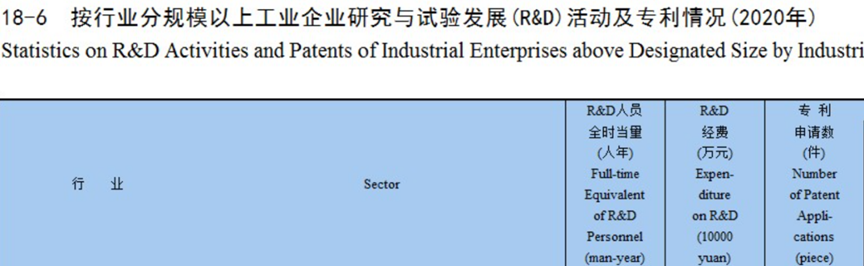 18-6 按行业分规模以上工业企业研究与试验发展(R&D)活动及专利情况(2020年)
Statistics on R&D Activities and Patents of Industrial Enterprises above Designated Size by Industri
行 业
Sector
R&D人员
全时当量
(人年)
Full-time
Equivalent
of R&D
Personnel
(man-year)
R&D
经费
(万元)
Expen-
diture
on R&D
(10000
yuan)
专 利
申请数
(件)
Number
of Patent
Appli-
cations
(piece)